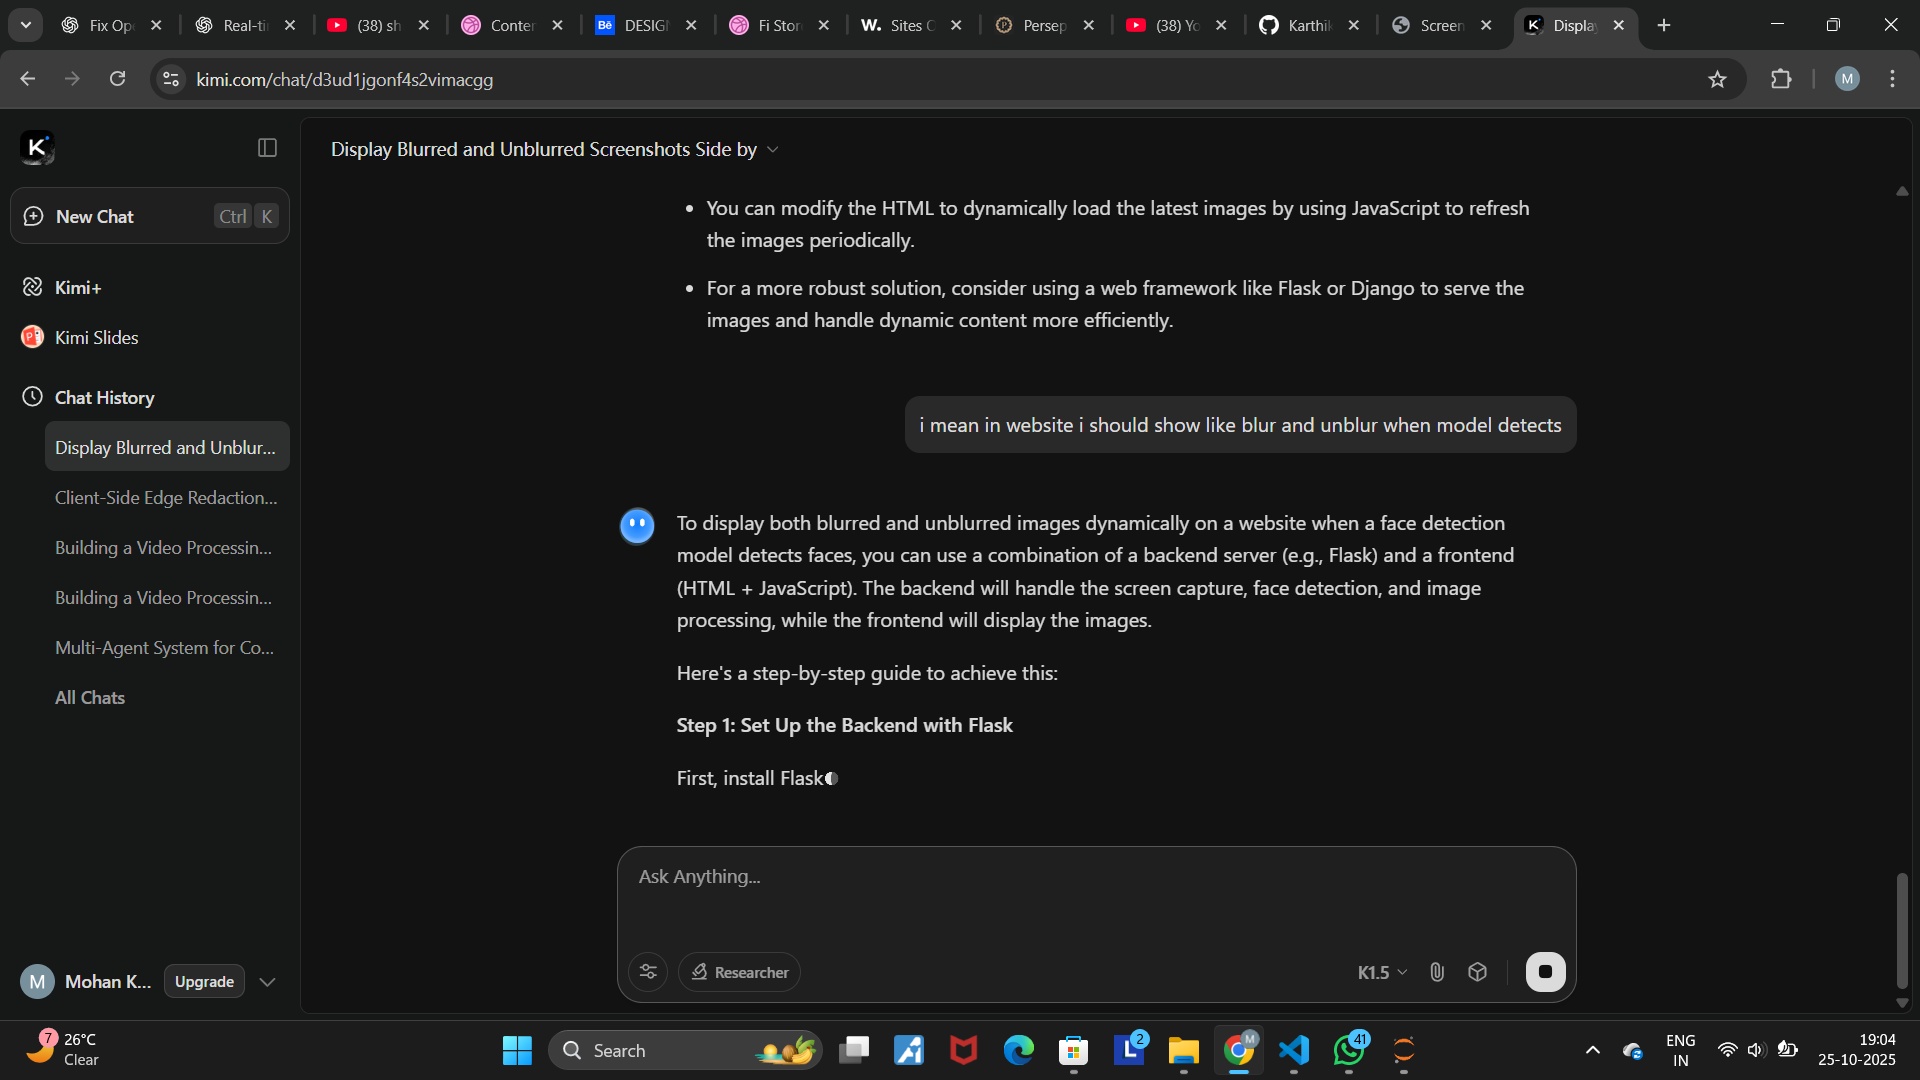 Fix Op
Real-ti
(38) sh
Conter
Bē
DESIG
Fi Stor
W.
Sites
Persep
(38) Yo
Karthik
Screen
Displa
kimi.com/chat/d3ud1jgonf4s2vimacgg
M
K
Display Blurred and Unblurred Screenshots Side by
New Chat
Ctrl K
Kimi+
Kimi Slides
Chat History
Display Blurred and Unblur...
Client-Side Edge Redaction...
Building a Video Processin...
Building a Video Processin...
Multi-Agent System for Co...
All Chats
M
Mohan K...
Upgrade
• You can modify the HTML to dynamically load the latest images by using JavaScript to refresh
the images periodically.
• For a more robust solution, consider using a web framework like Flask or Django to serve the
images and handle dynamic content more efficiently.
i mean in website i should show like blur and unblur when model detects
To display both blurred and unblurred images dynamically on a website when a face detection
model detects faces, you can use a combination of a backend server (e.g., Flask) and a frontend
(HTML + JavaScript). The backend will handle the screen capture, face detection, and image
processing, while the frontend will display the images.
Here's a step-by-step guide to achieve this:
Step 1: Set Up the Backend with Flask
First, install Flask
Ask Anything...
Researcher
K1.5
7
26°C
Clear
Search
L
2
M
41
ENG
IN
19:04
25-10-2025